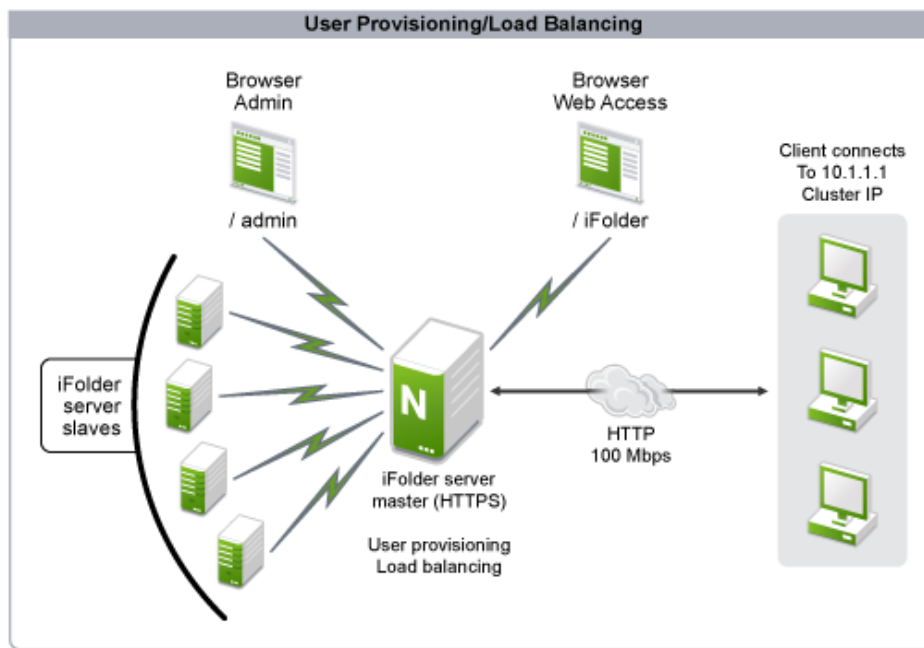 User Provisioning/Load Balancing
Browser
Admin
Browser
Web Access
Client connects
To 10.1.1.1
Cluster IP
/ admin
/ iFolder
iFolder
server
slaves
N
HTTP
100 Mbps
iFolder server
master (HTTPS)
User provisioning
Load balancing